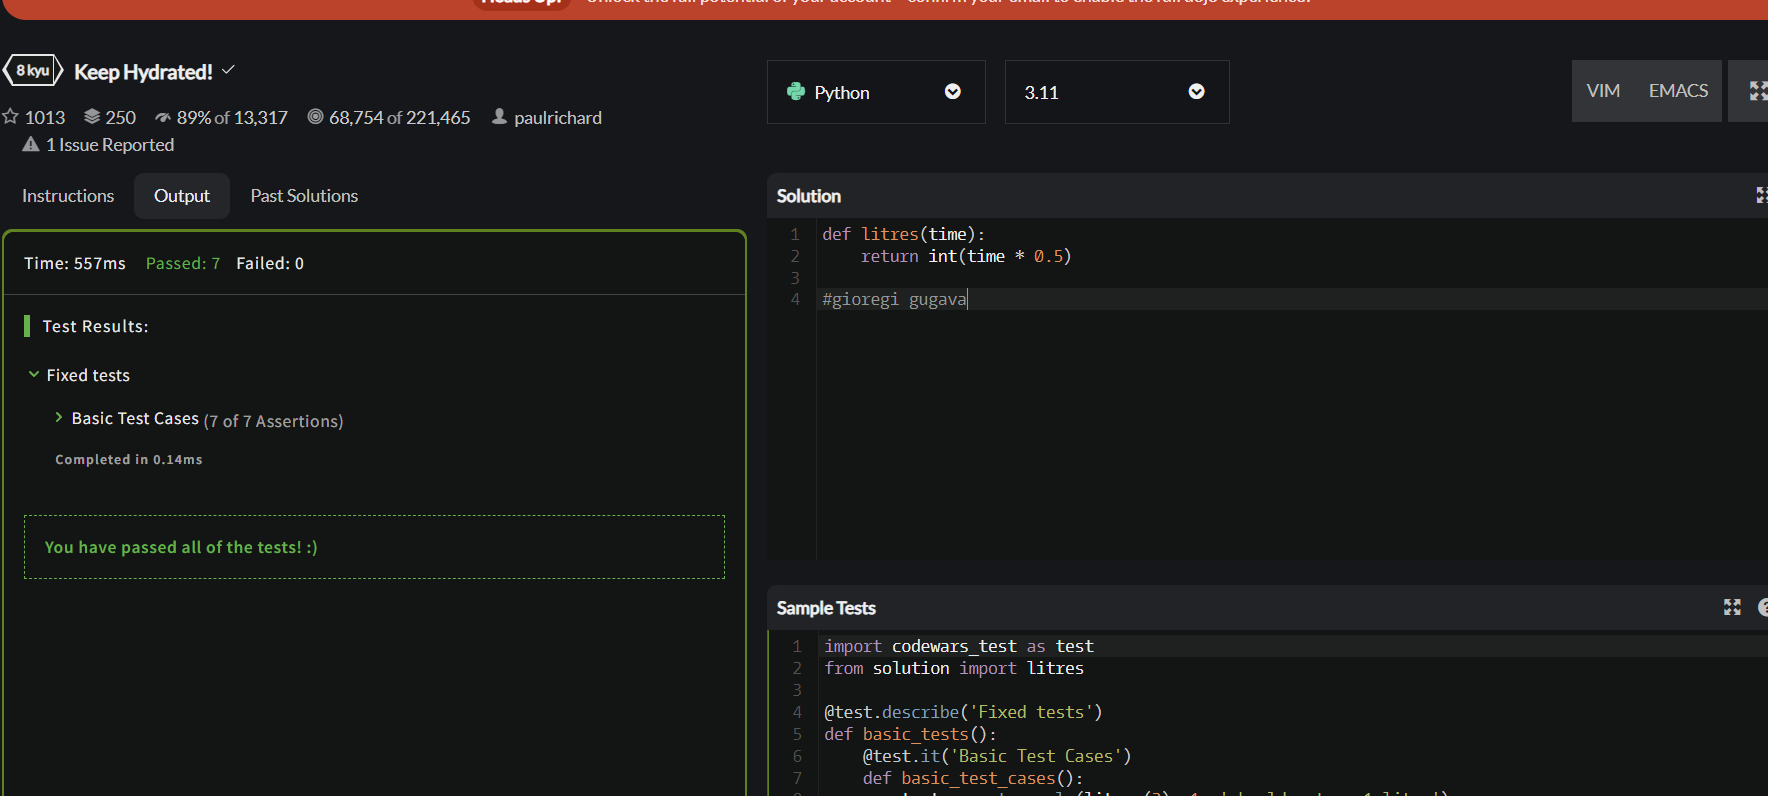 8 kyu Keep Hydrated!
1013 250 89% of 13,317 68,754 of 221,465 paulrichard
1 Issue Reported
Instructions Output Past Solutions
Time: 557ms Passed: 7 Failed: 0
Test Results:
Fixed tests
Basic Test Cases (7 of 7 Assertions)
Completed in 0.14ms
You have passed all of the tests! :)
Python 3.11 VIM EMACS
Solution
1 def litres(time):
2 return int(time * 0.5)
3
4 #gioregi gugava
Sample Tests
1 import codewars_test as test
2 from solution import litres
3
4 @test.describe('Fixed tests')
5 def basic_tests():
6 @test.it('Basic Test Cases')
7 def basic_test_cases():